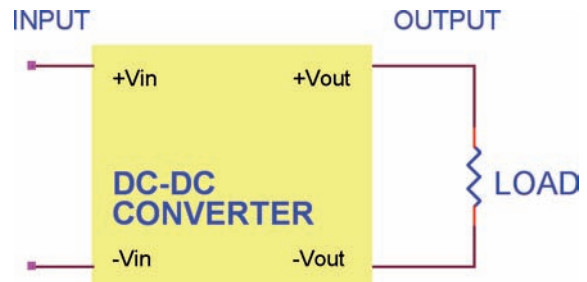 INPUT
OUTPUT
+Vin
+Vout
DC-DC
CONVERTER
LOAD
-Vin
-Vout